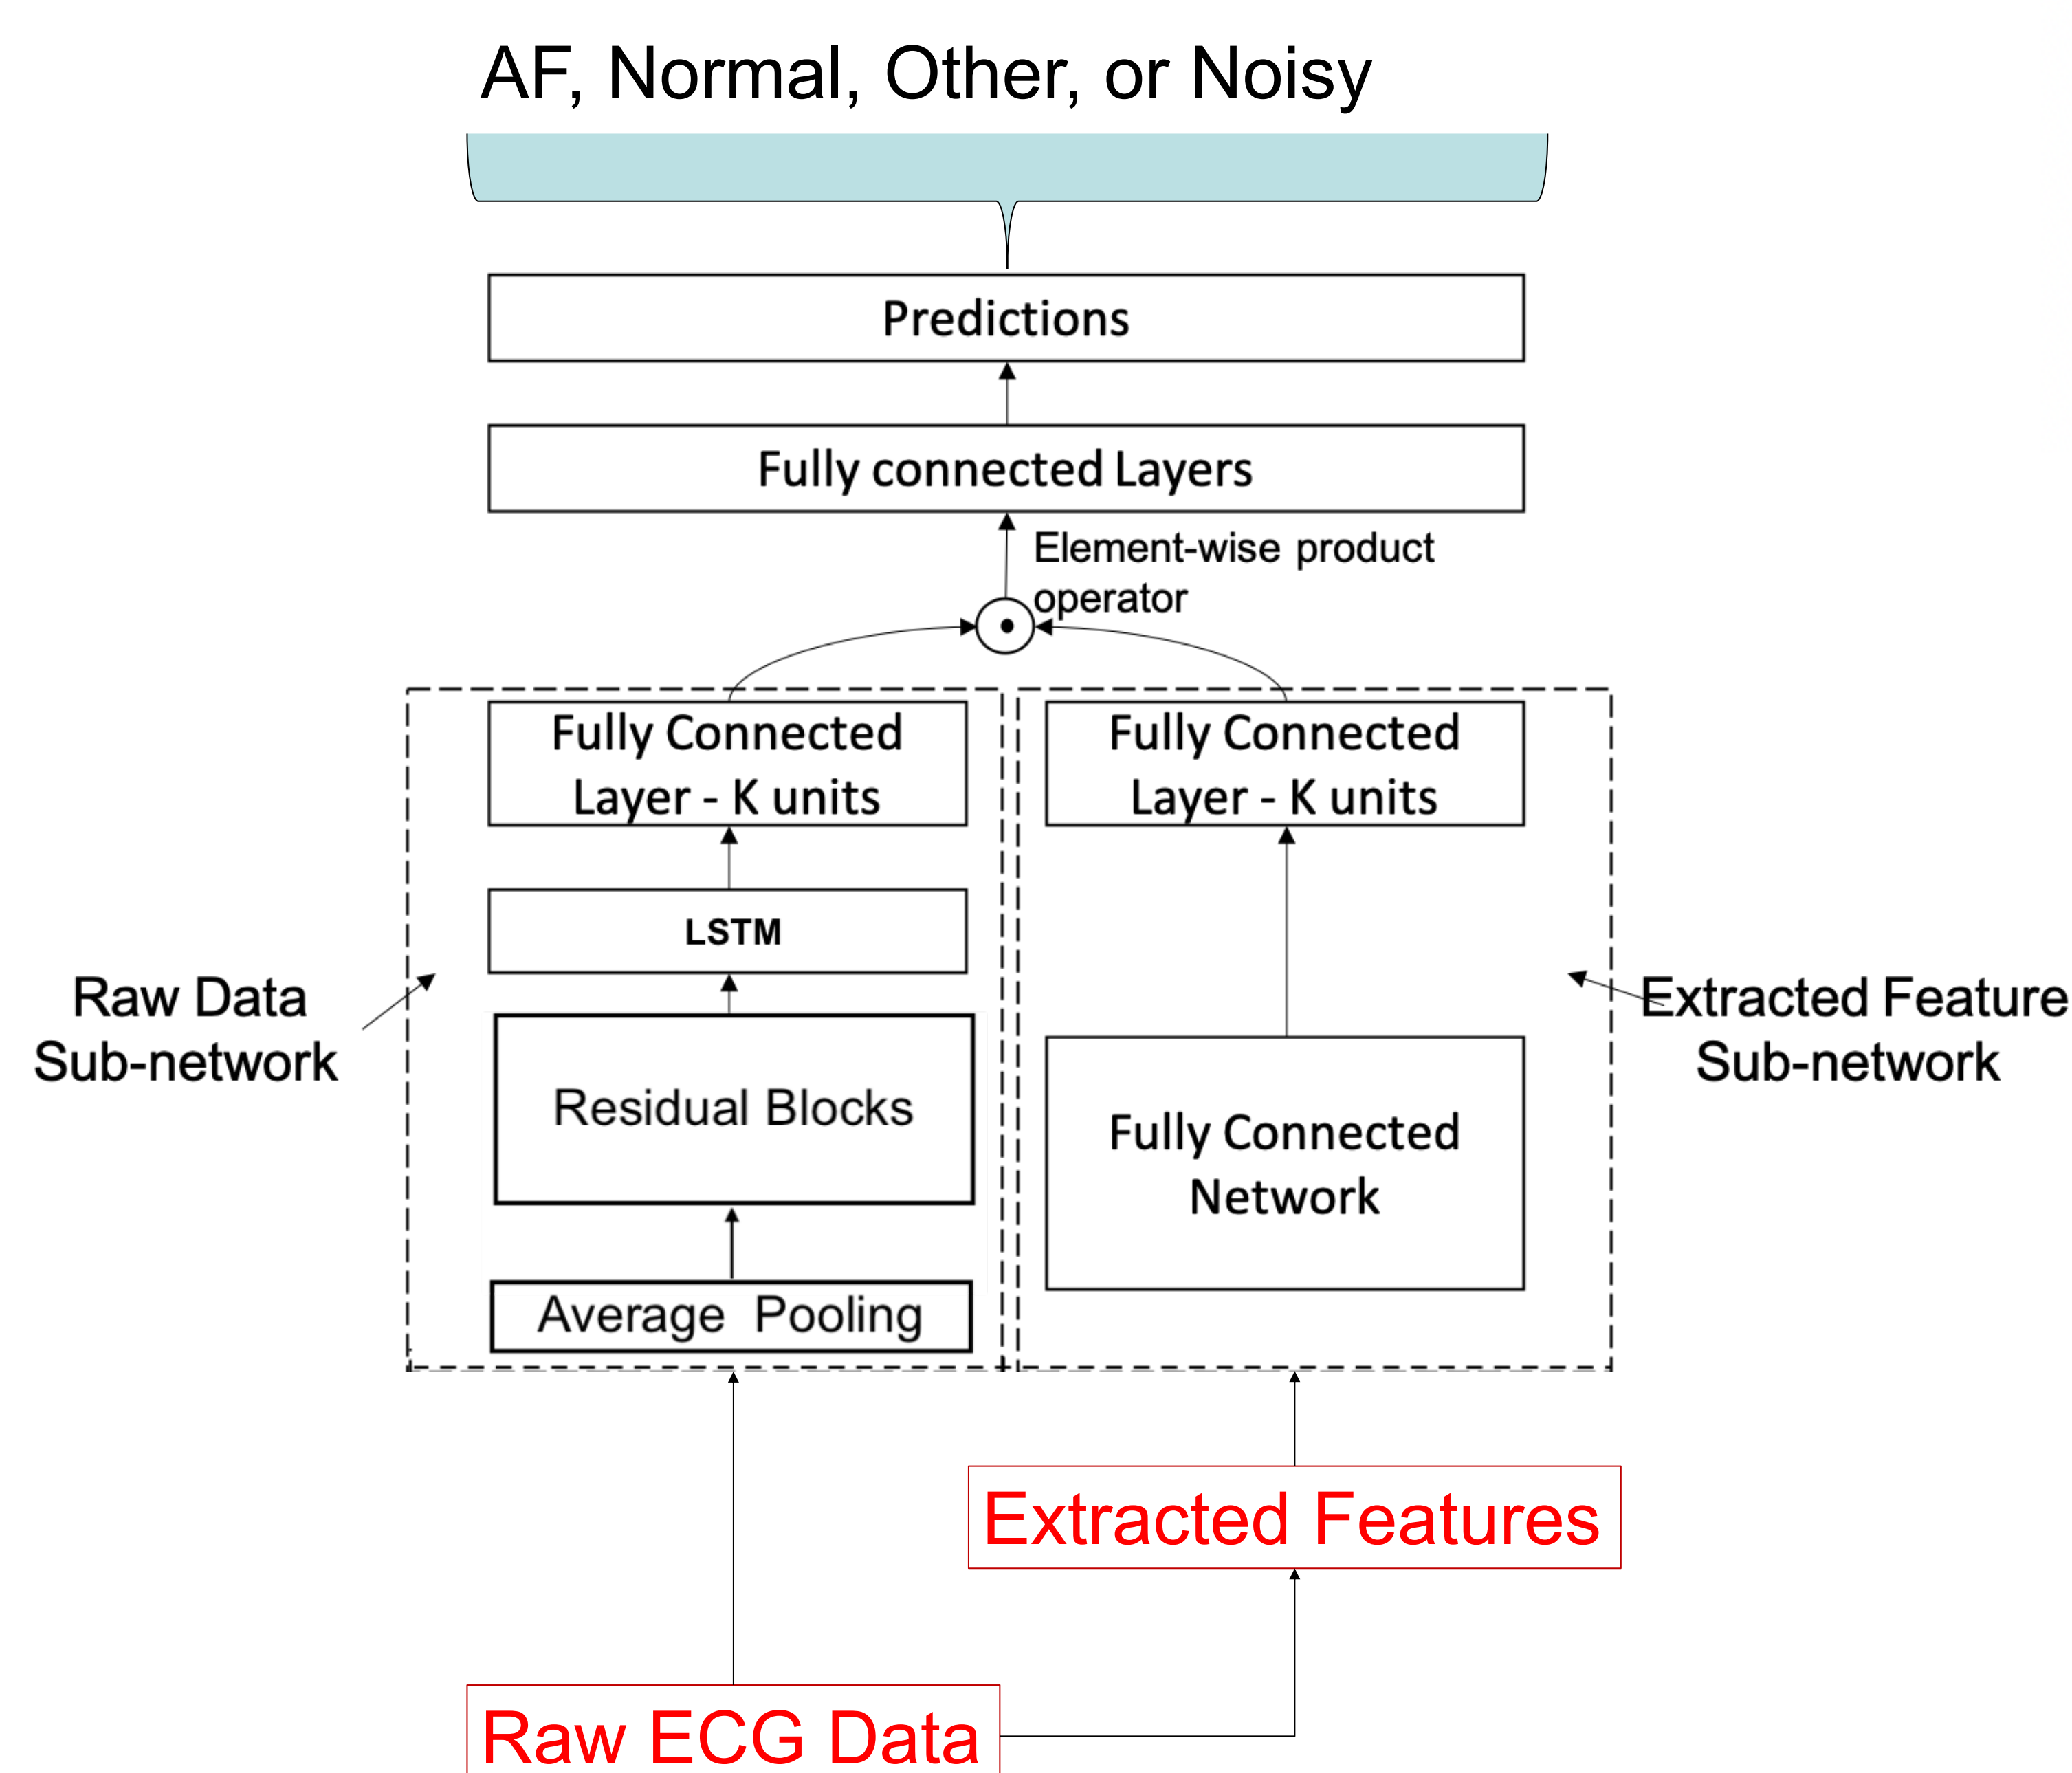 AF, Normal, Other, or Noisy
Predictions
Fully connected Layers
Element-wise product
operator
Fully Connected
Layer - K units
Fully Connected
Layer - K units
LSTM
Raw Data
Sub-network
Extracted Feature
Sub-network
Residual Blocks
Fully Connected
Network
Average Pooling
Extracted Features
Raw ECG Data